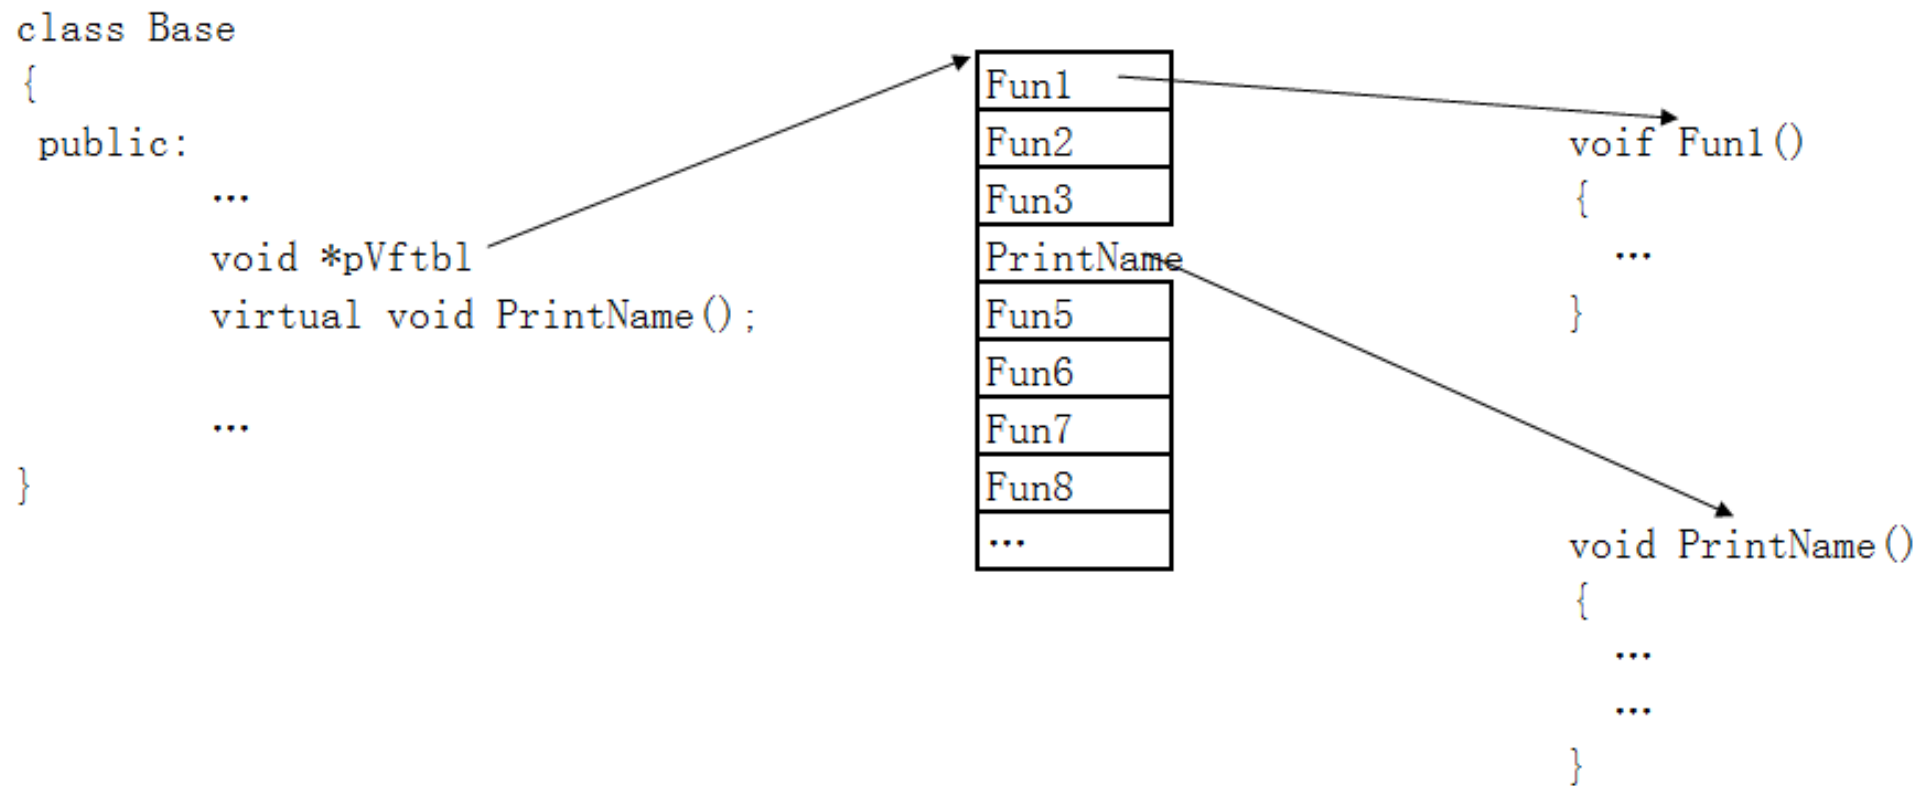 class Base
{
public:
…
void *pVftbl
virtual void PrintName();
…
}
Fun1
Fun2
Fun3
PrintName
Fun5
Fun6
Fun7
Fun8
…
voif Fun1()
{
…
}
void PrintName()
{
…
…
}